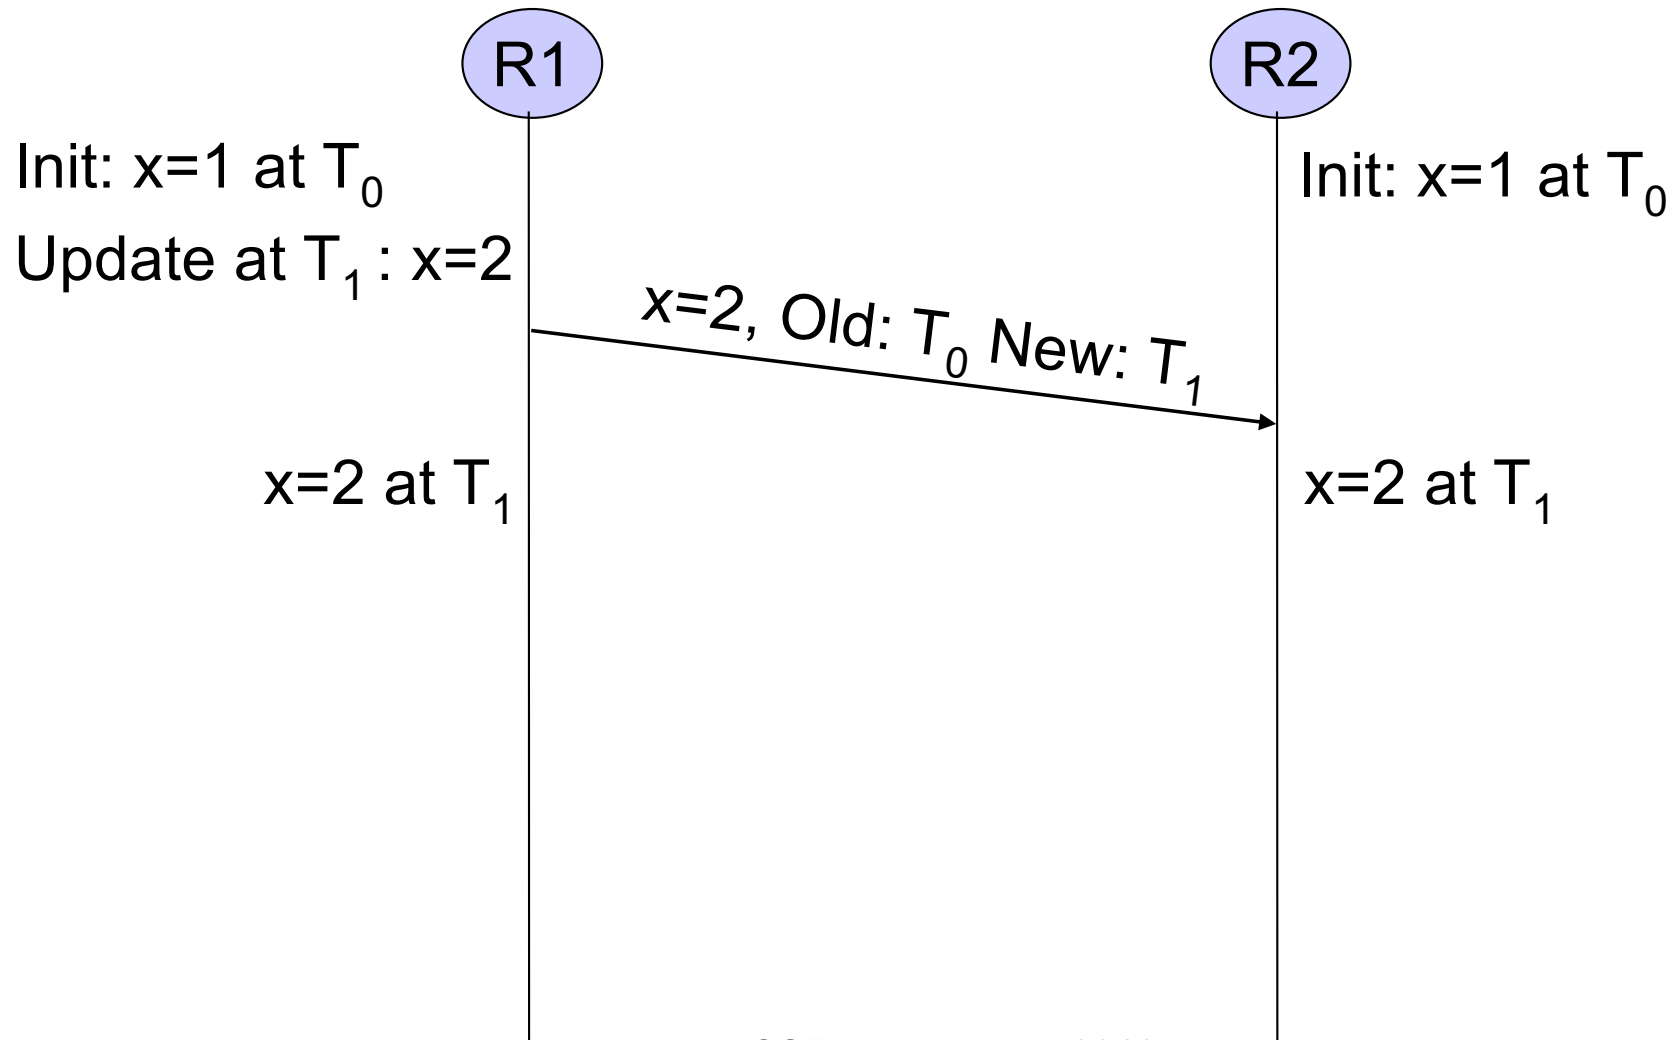 R1
R2
Init: x=1 at T₀
Init: x=1 at T₀
Update at T₁ : x=2
x=2, Old: T₀ New: T₁
x=2 at T₁
x=2 at T₁